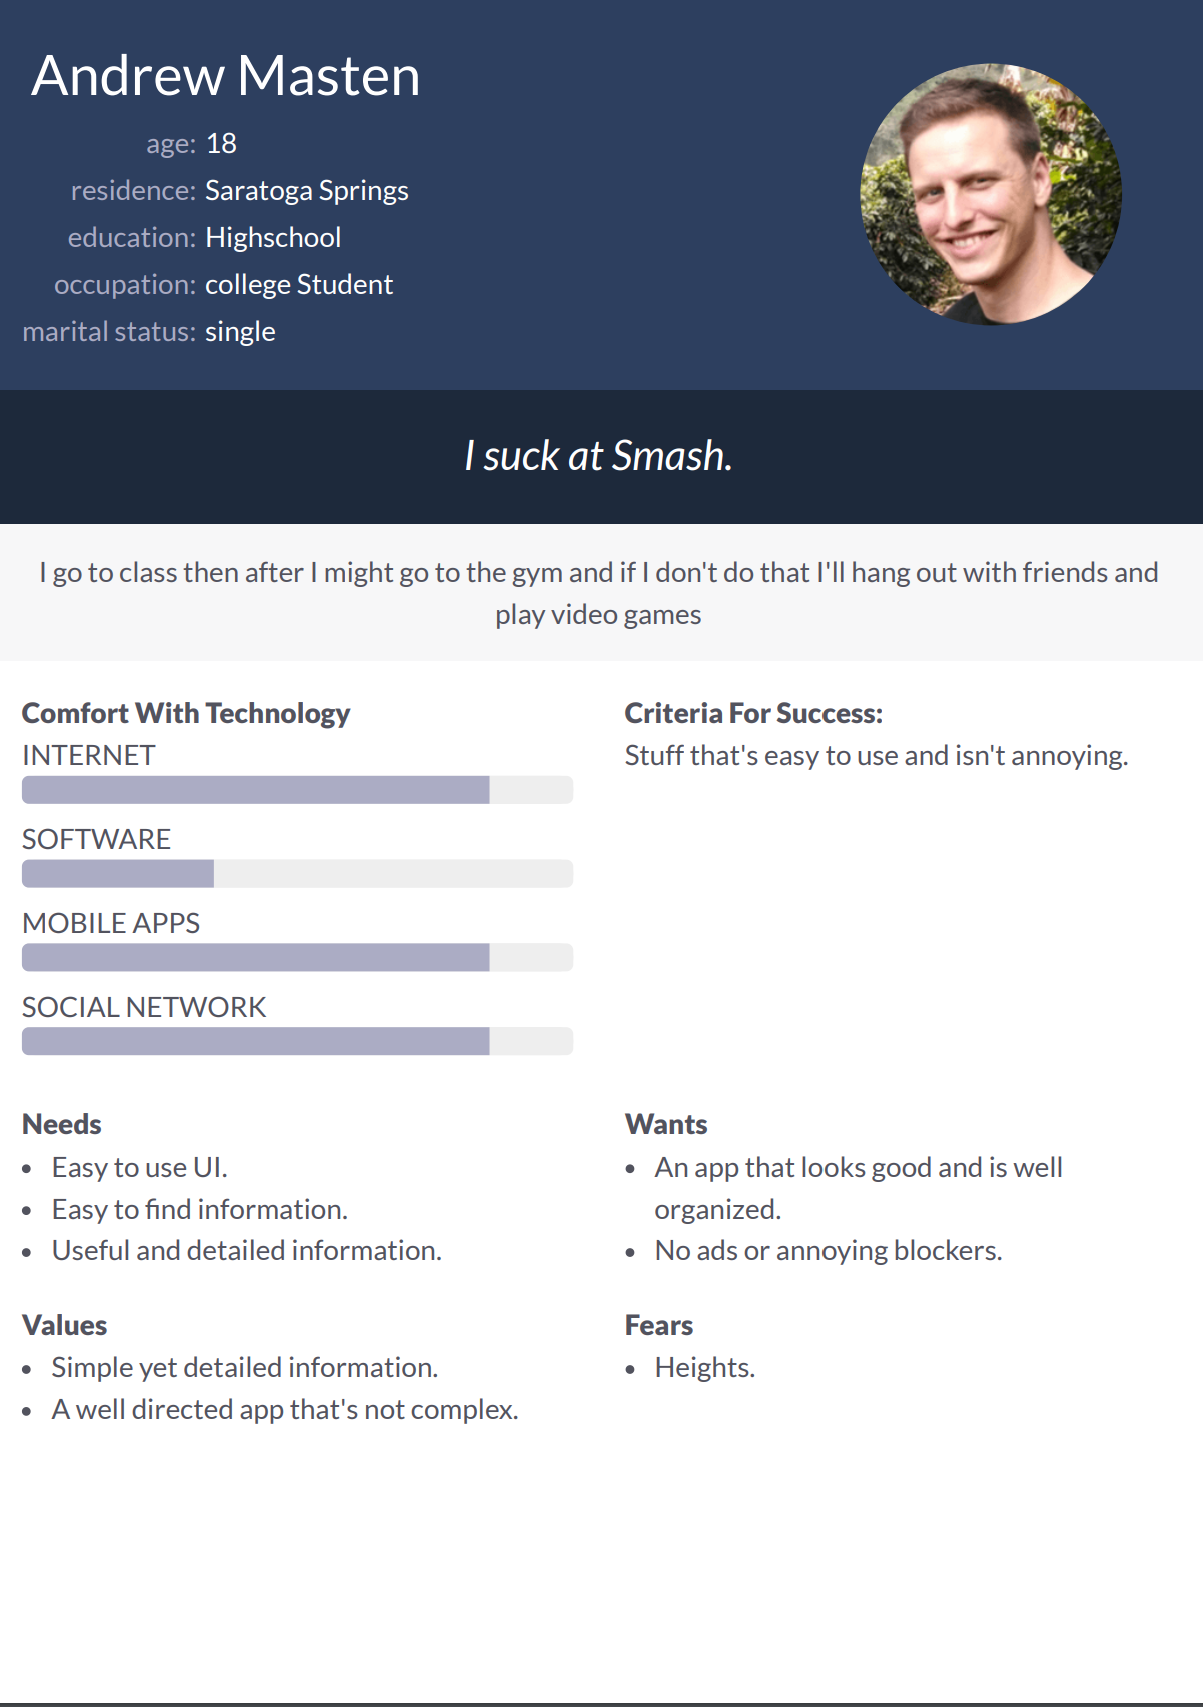 Andrew Masten
age: 18
residence: Saratoga Springs
education: Highschool
occupation: college Student
marital status: single
I suck at Smash.
I go to class then after I might go to the gym and if I don't do that I'll hang out with friends and
play video games
Comfort With Technology
INTERNET
SOFTWARE
MOBILE APPS
SOCIAL NETWORK
Criteria For Success:
Stuff that's easy to use and isn't annoying.
Needs
• Easy to use UI.
• Easy to find information.
• Useful and detailed information.
Wants
• An app that looks good and is well
organized.
• No ads or annoying blockers.
Values
• Simple yet detailed information.
• A well directed app that's not complex.
Fears
• Heights.